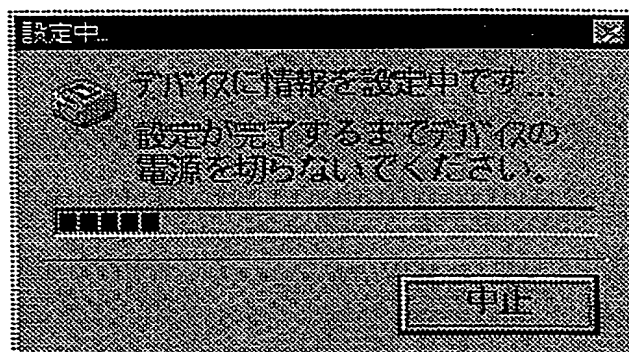 設定中...
デバイスに情報を設定中です...
設定が完了するまでデバイスの
電源を切らないでください。
中止